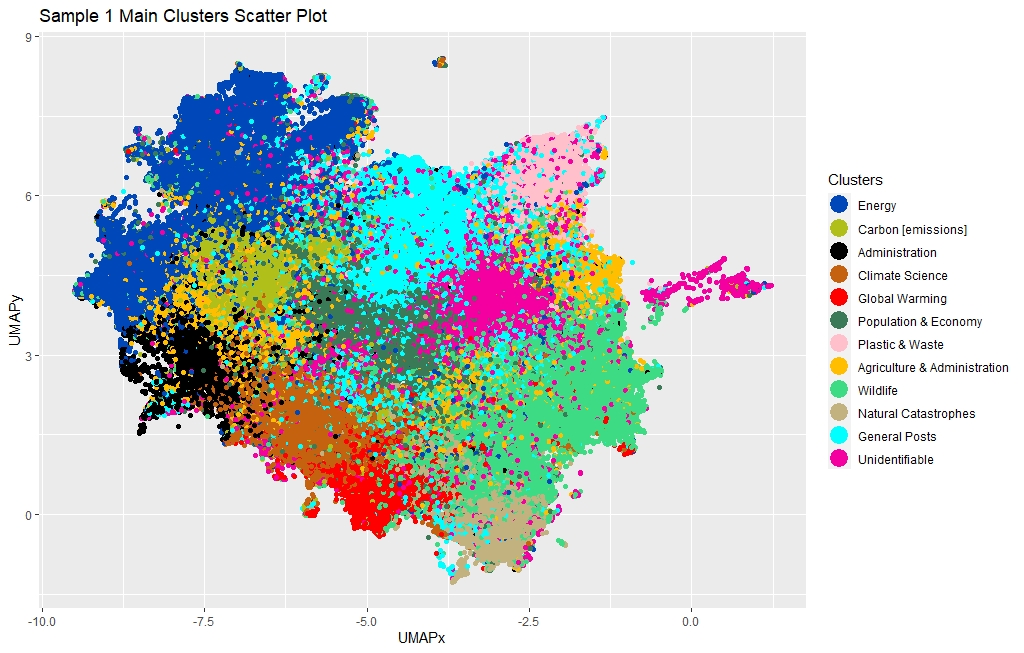 Sample 1 Main Clusters Scatter Plot
9
6
3
0
UMAPy
-10.0
-7.5
-5.0
-2.5
0.0
UMAPx
Clusters
Energy
Carbon [emissions]
Administration
Climate Science
Global Warming
Population & Economy
Plastic & Waste
Agriculture & Administration
Wildlife
Natural Catastrophes
General Posts
Unidentifiable